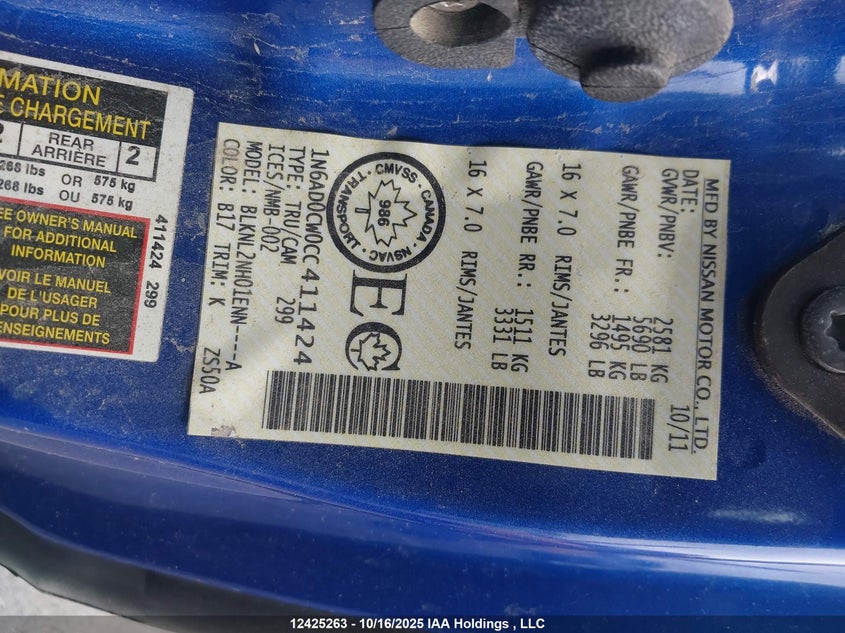 MATION
E CHARGEMENT
2
REAR
ARRIÈRE
2
268 lbs OR 575 kg
268 lbs OU 575 kg
EE OWNER'S MANUAL
FOR ADDITIONAL
INFORMATION
VOIR LE MANUEL
DE L'USAGER
POUR PLUS DE
ENSEIGNEMENTS
411424 299
MFD BY NISSAN MOTOR CO., LTD.
DATE: 10/11
GVWR/PNBV: 2581 KG
5690 LB
GAWR/PNBE FR.: 1495 KG
3296 LB
16 X 7.0 RIMS/JANTES
GAWR/PNBE RR.: 1511 KG
3331 LB
16 X 7.0 RIMS/JANTES
CMVSS · CANADA · NSVAC · TRANSPORT
986
EC
1N6AD0CW0CC411424
TYPE: TRU/CAM 299
ICES/NMB-002
MODEL: BLKNL2NH01ENN----A
COLOR: B17 TRIM: K ZS50A
12425263 - 10/16/2025 IAA Holdings , LLC